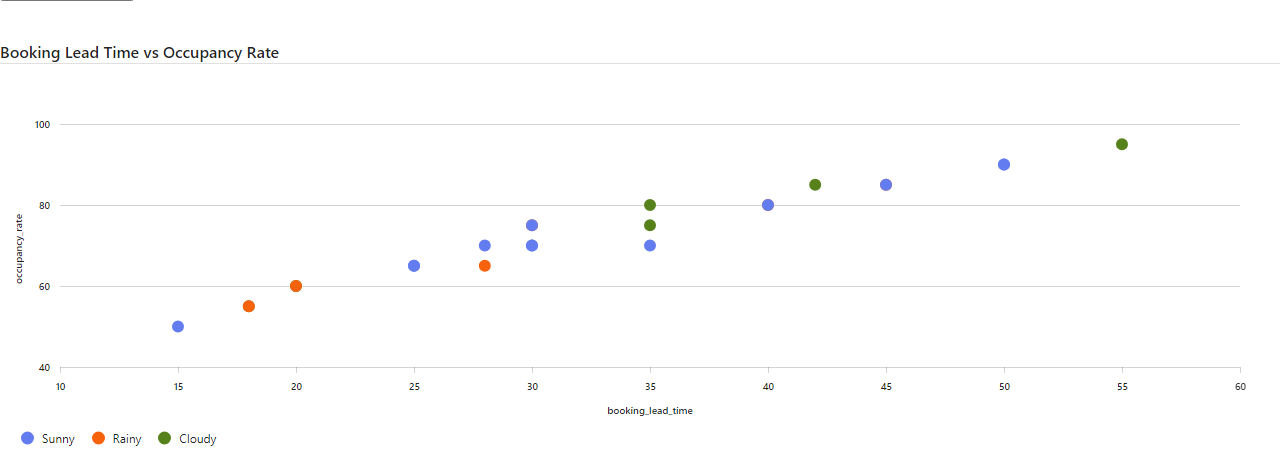 Booking Lead Time vs Occupancy Rate
100
80
60
40
occupancy_rate
10 15 20 25 30 35 40 45 50 55 60
booking_lead_time
Sunny Rainy Cloudy